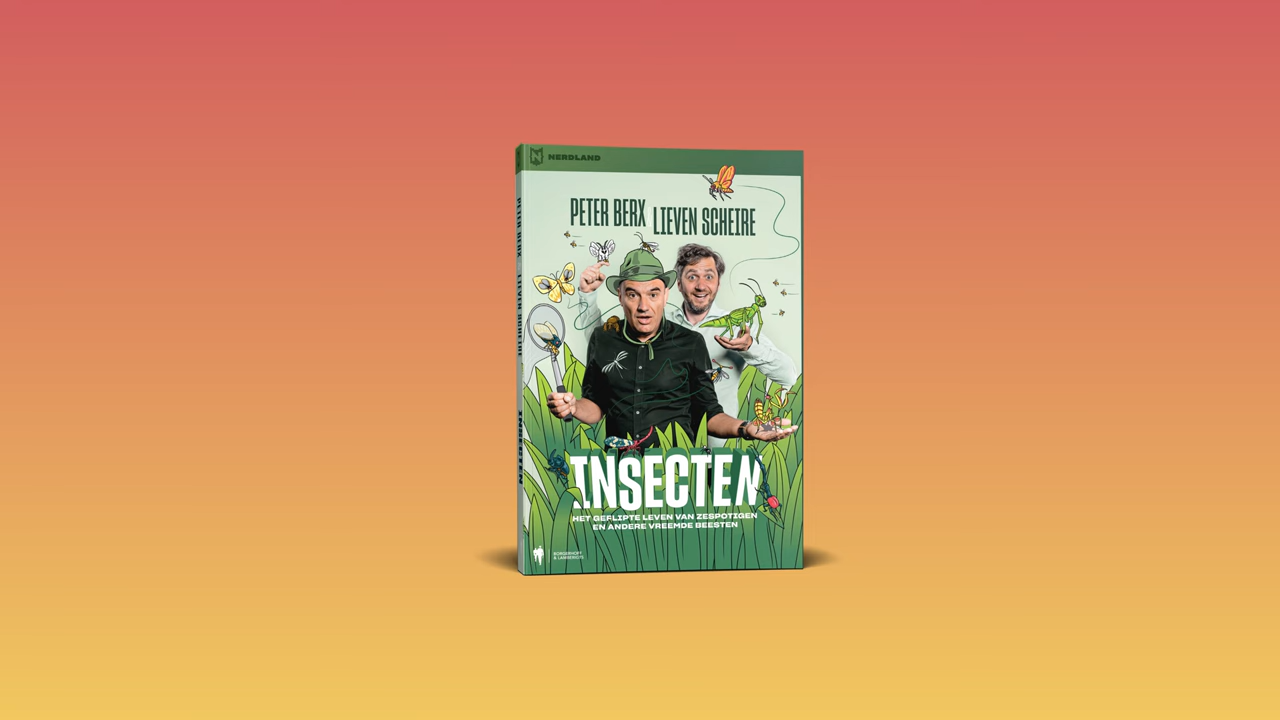 NERDLAND
PETER BERX
LIEVEN SCHEIRE
INSECTEN
HET GEFLIPTE LEVEN VAN ZESPOTIGEN
EN ANDERE VREEMDE BEESTEN
BORGERHOFF
& LAMBERIGTS
PETER BERX LIEVEN SCHEIRE INSECTEN